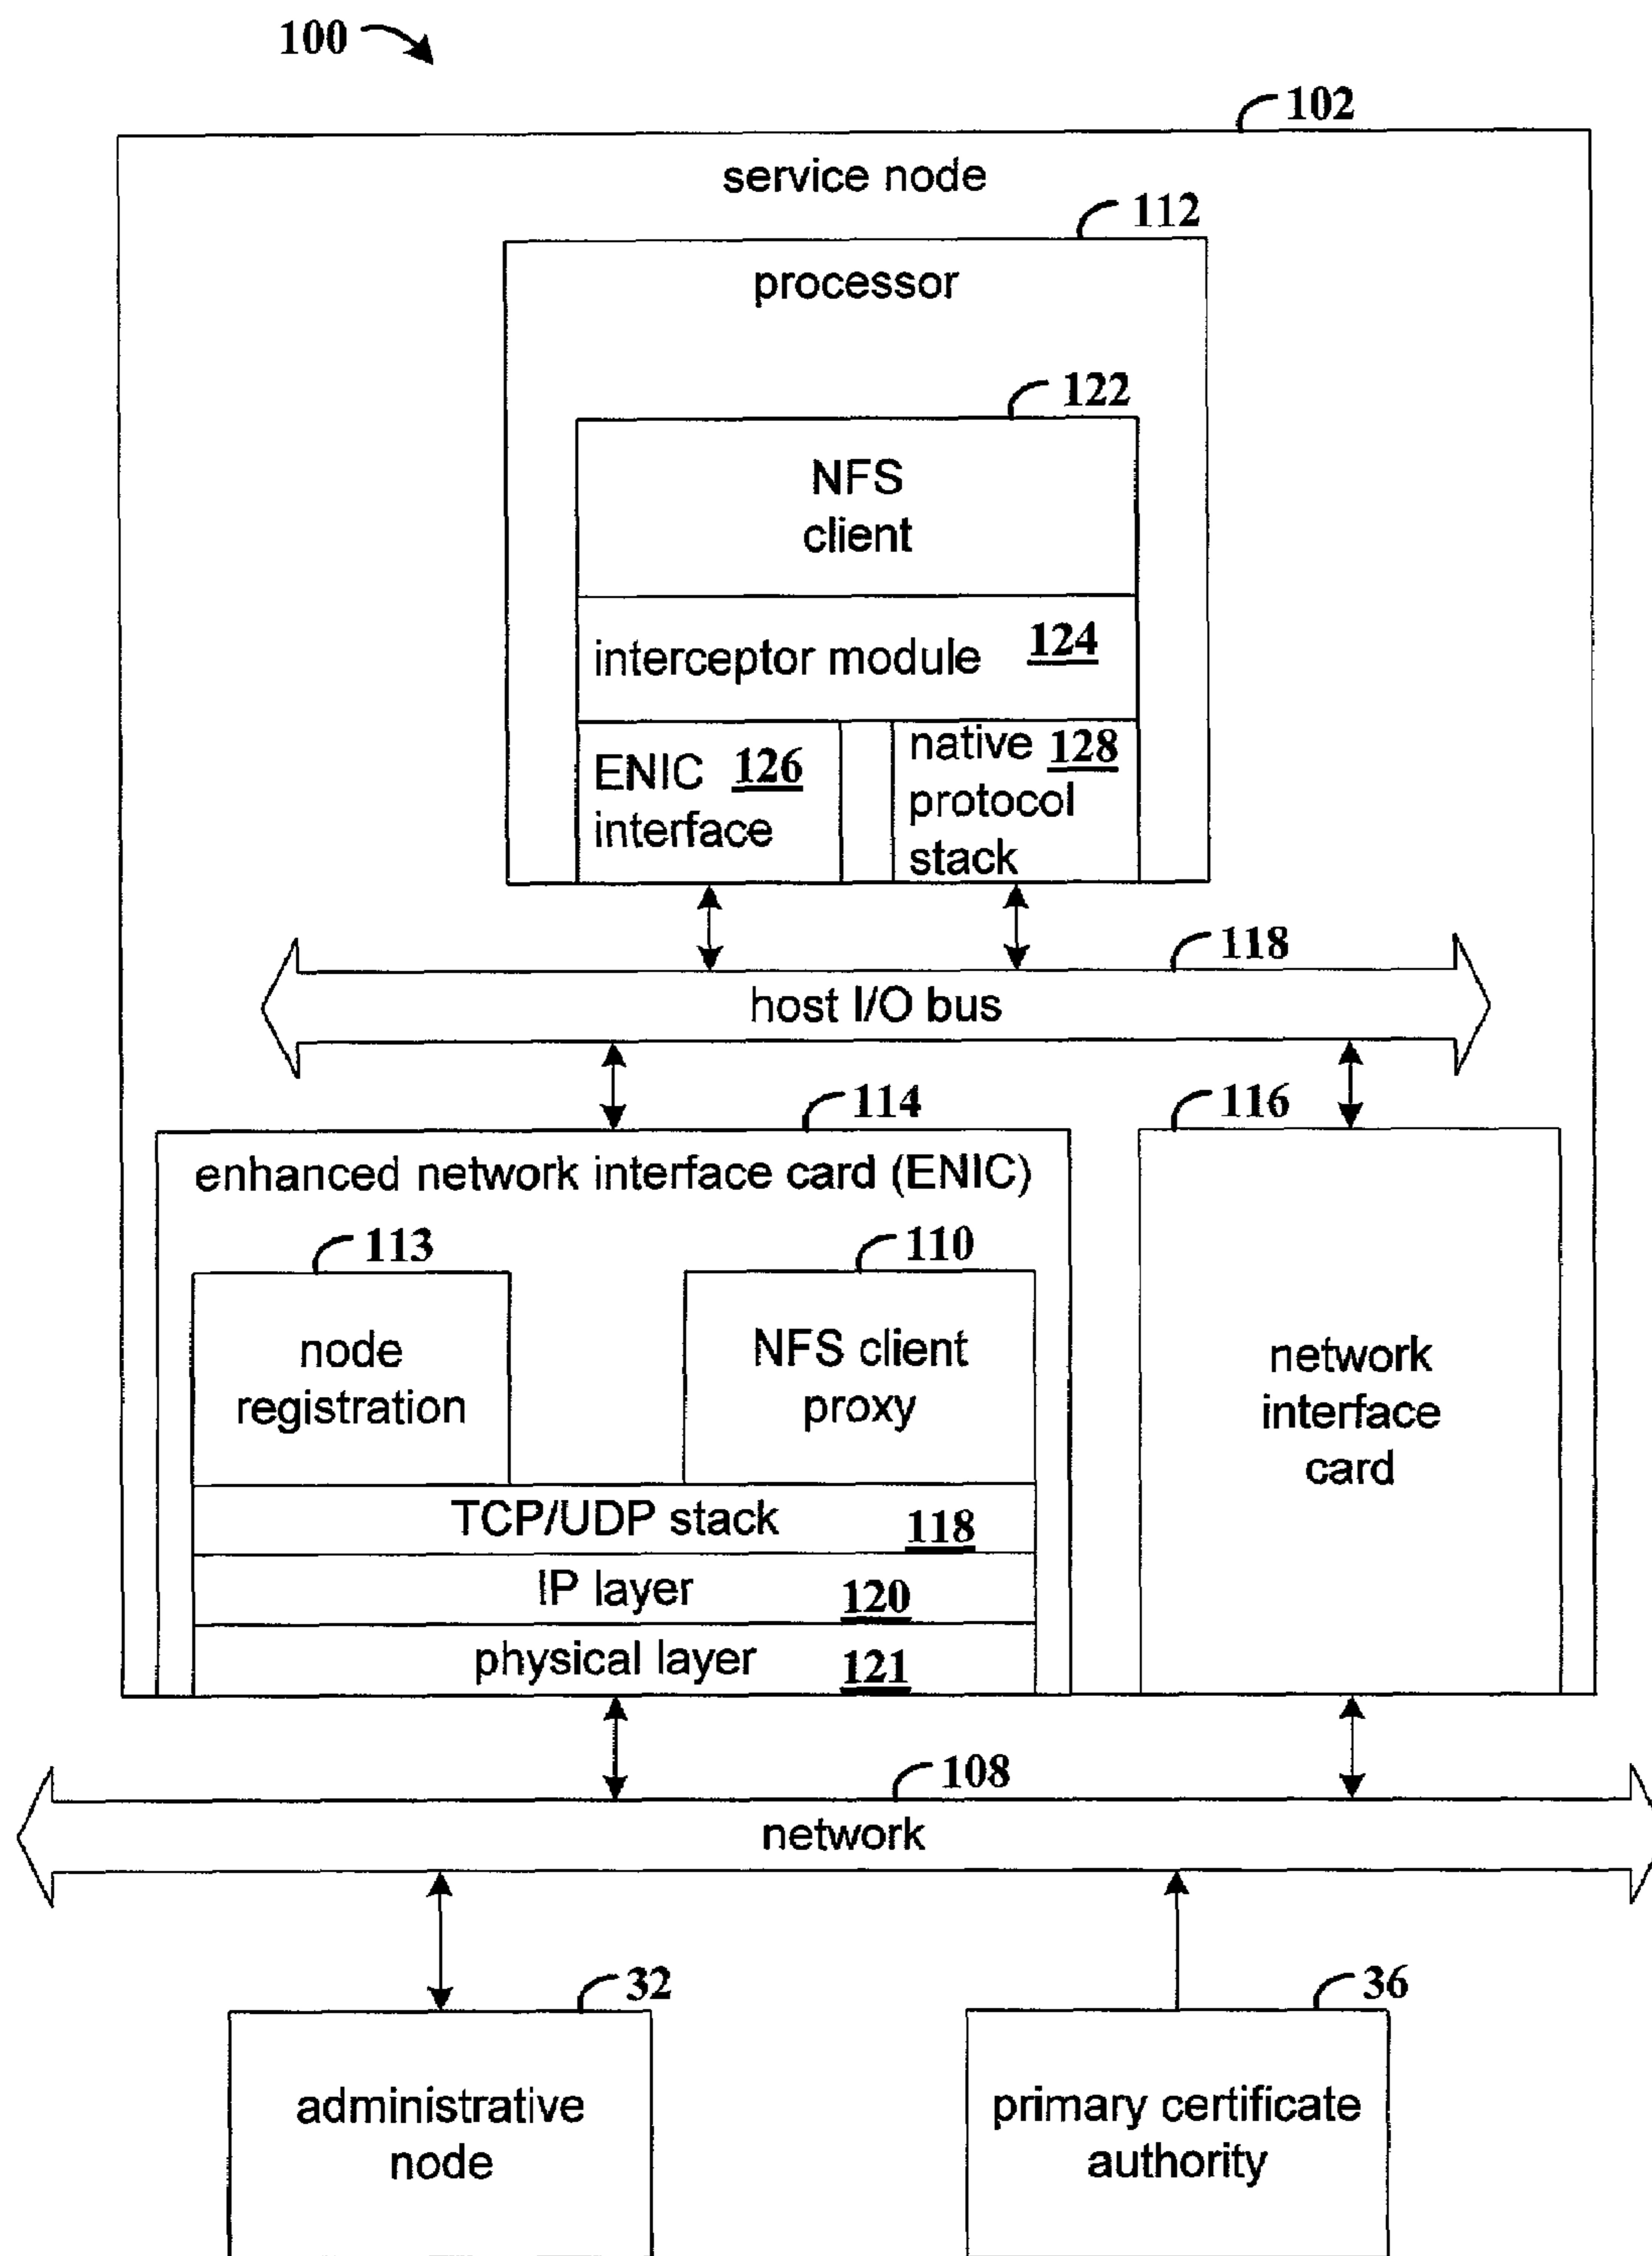 100
102
service node
112
processor
122
NFS
client
interceptor module 124
ENIC 126
interface
native 128
protocol
stack
118
host I/O bus
114
116
enhanced network interface card (ENIC)
113
110
node
registration
NFS client
proxy
network
interface
card
TCP/UDP stack 118
IP layer 120
physical layer 121
108
network
32
36
administrative
node
primary certificate
authority